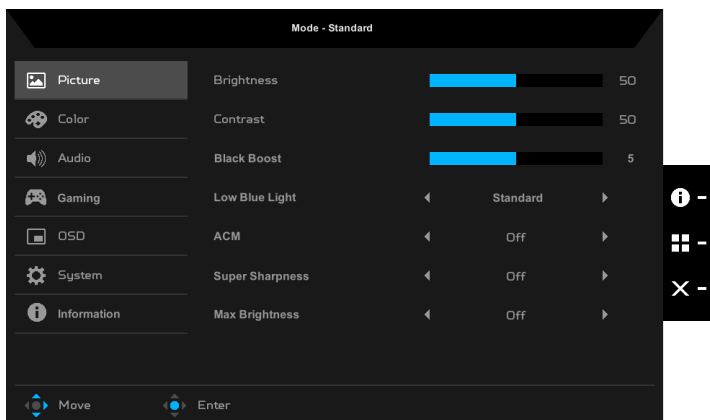 Mode - Standard
Picture
Brightness 50
Color
Contrast 50
Audio
Black Boost 5
Gaming
Low Blue Light Standard
OSD
ACM Off
System
Super Sharpness Off
Information
Max Brightness Off
Move Enter